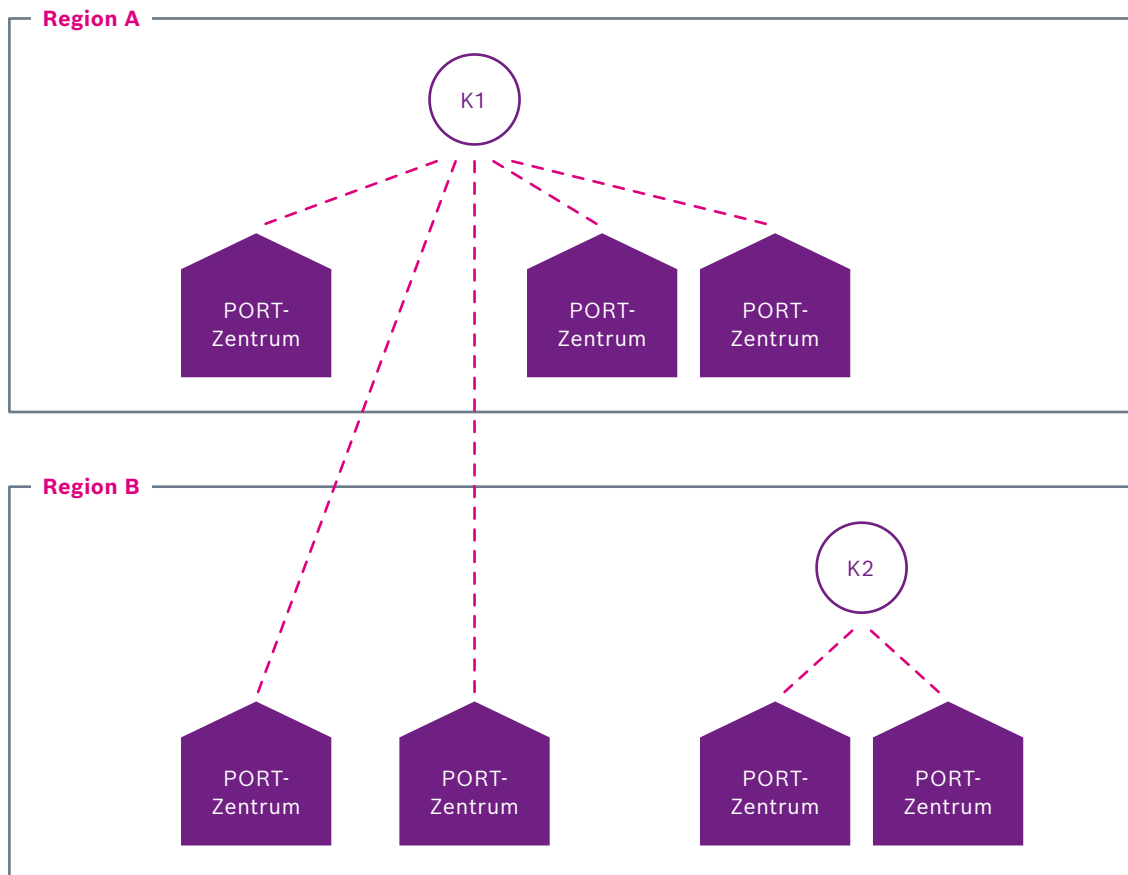 Region A
K1
PORT-
Zentrum
PORT-
Zentrum
PORT-
Zentrum
Region B
K2
PORT-
Zentrum
PORT-
Zentrum
PORT-
Zentrum
PORT-
Zentrum